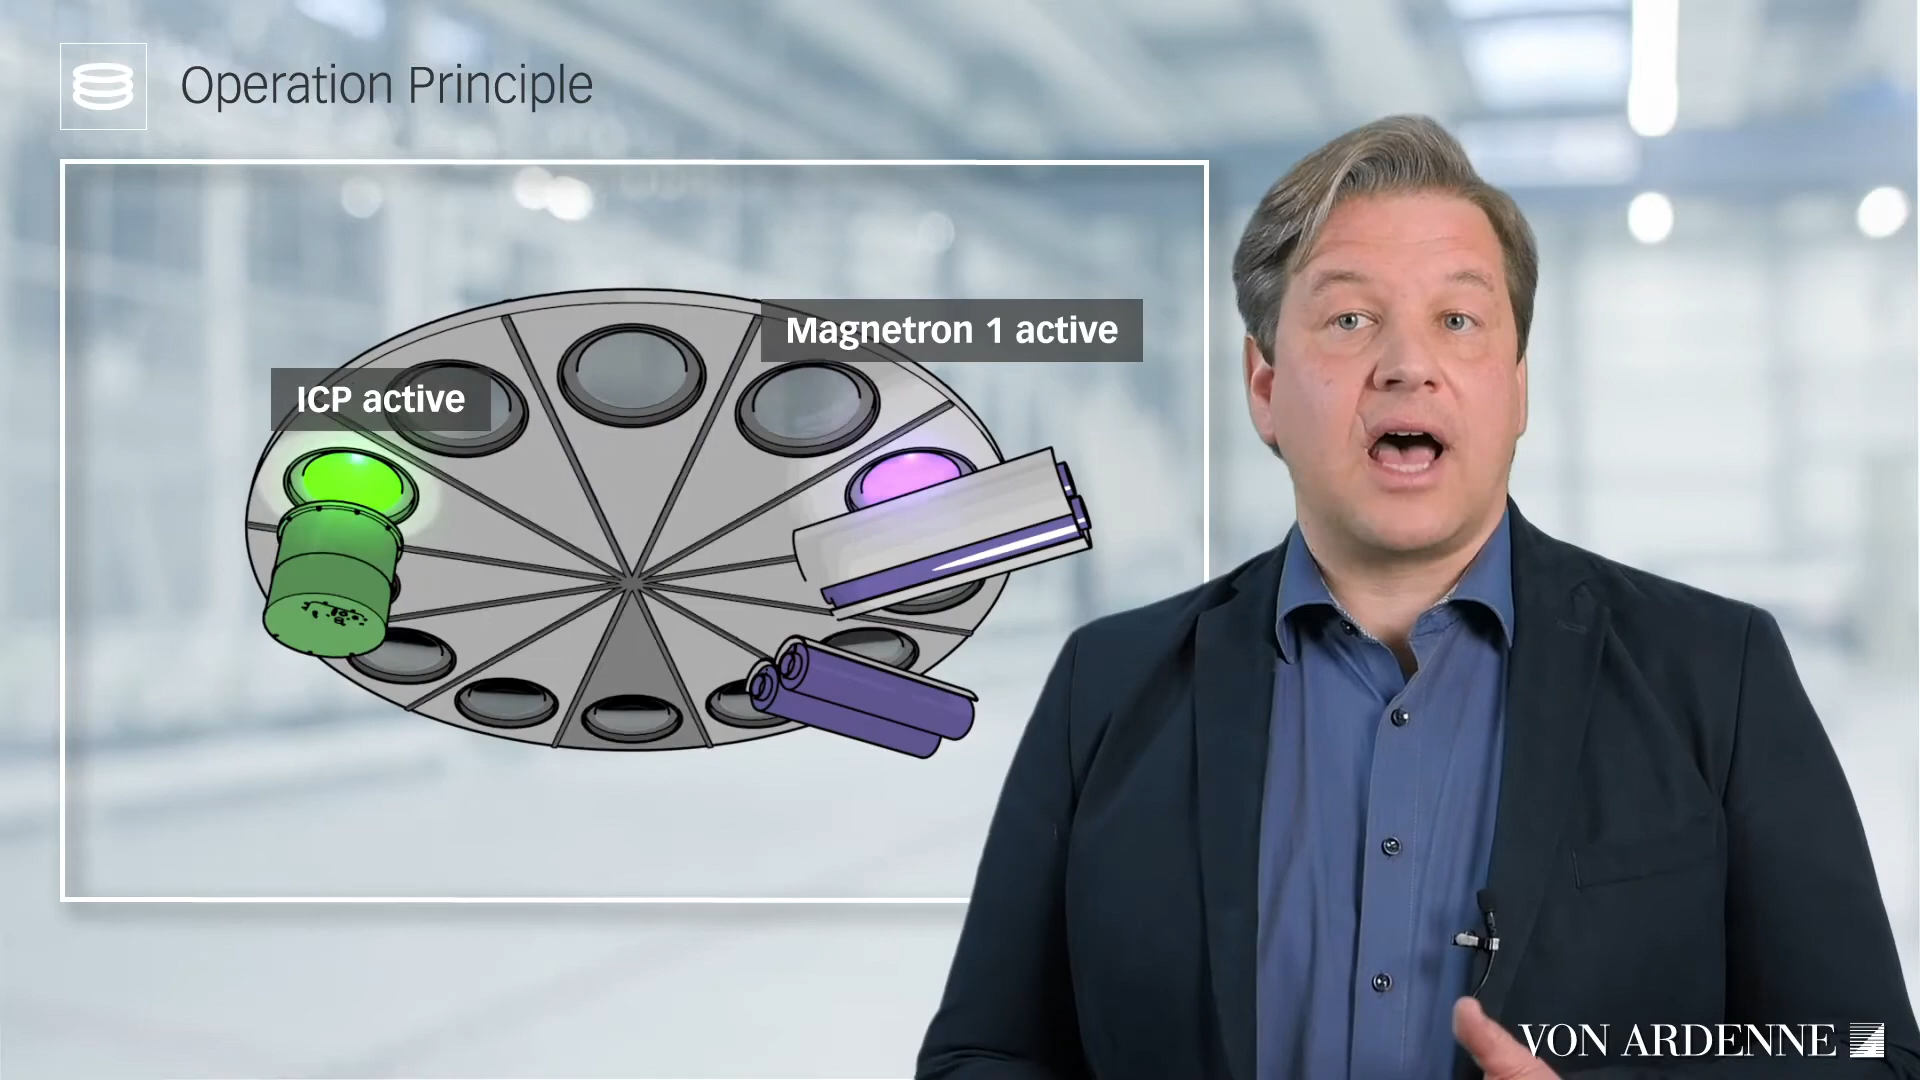 Operation Principle
Magnetron 1 active
ICP active
VON ARDENNE